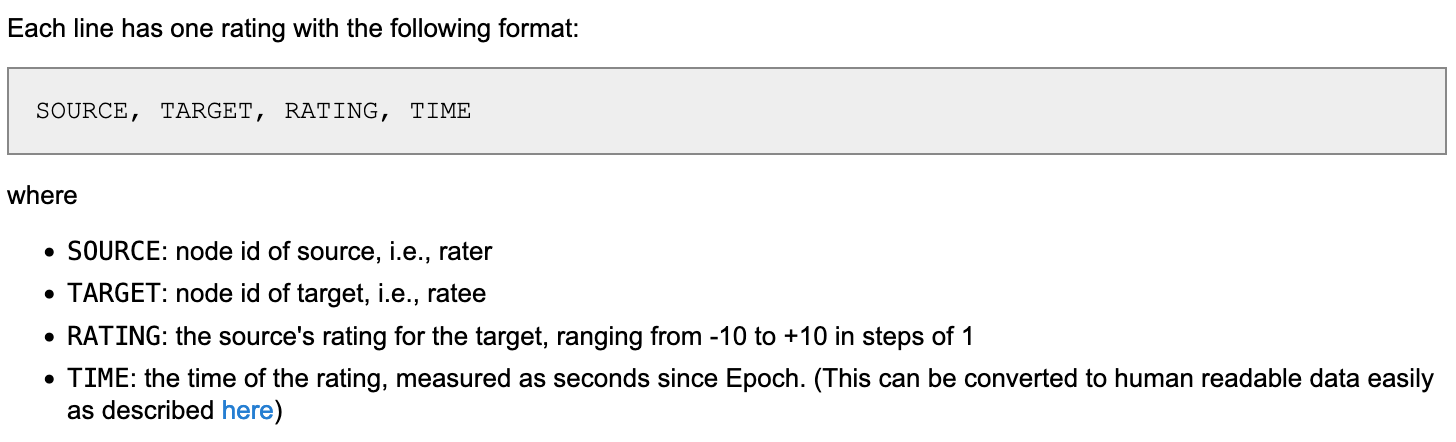 Each line has one rating with the following format:
SOURCE, TARGET, RATING, TIME
where
• SOURCE: node id of source, i.e., rater
• TARGET: node id of target, i.e., ratee
• RATING: the source's rating for the target, ranging from -10 to +10 in steps of 1
• TIME: the time of the rating, measured as seconds since Epoch. (This can be converted to human readable data easily
as described here)